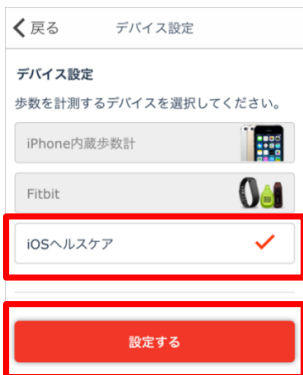 戻る デバイス設定
デバイス設定
歩数を計測するデバイスを選択してください。
iPhone内蔵歩数計
Fitbit
iOSヘルスケア
設定する